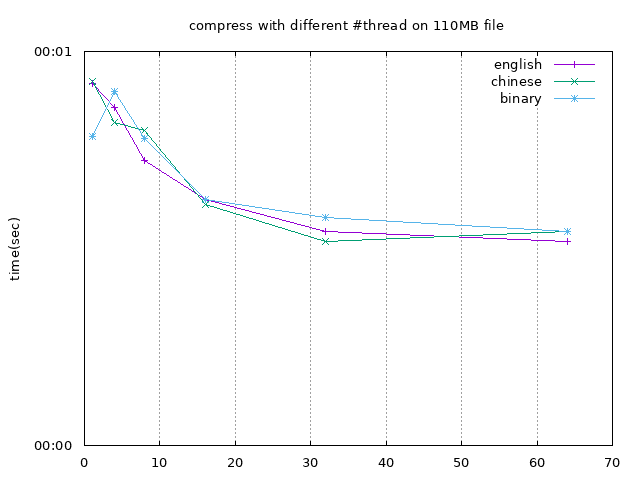 compress with different #thread on 110MB file
00:01
english
chinese
binary
time(sec)
00:00
0 10 20 30 40 50 60 70